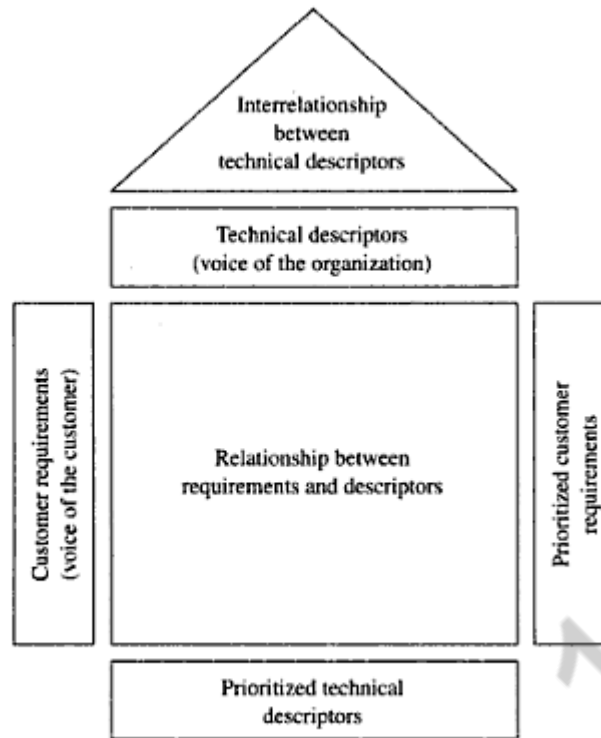 Interrelationship
between
technical descriptors
Technical descriptors
(voice of the organization)
Customer requirements
(voice of the customer)
Relationship between
requirements and descriptors
Prioritized customer
requirements
Prioritized technical
descriptors